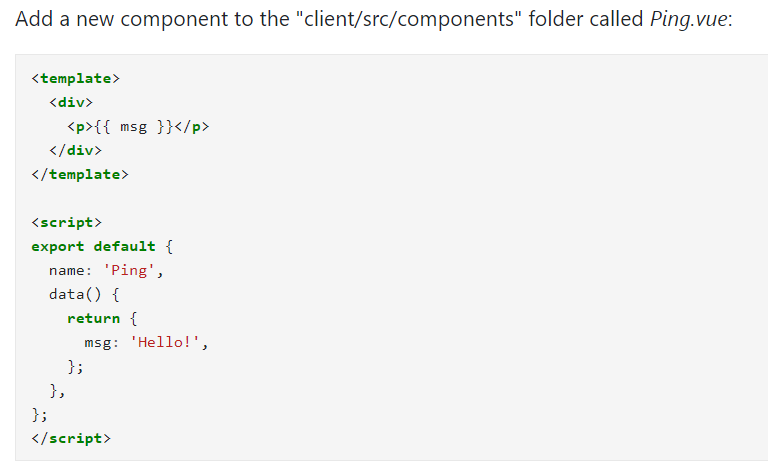 Add a new component to the "client/src/components" folder called Ping.vue:
<template>
  <div>
    <p>{{ msg }}</p>
  </div>
</template>

<script>
export default {
  name: 'Ping',
  data() {
    return {
      msg: 'Hello!',
    };
  },
};
</script>